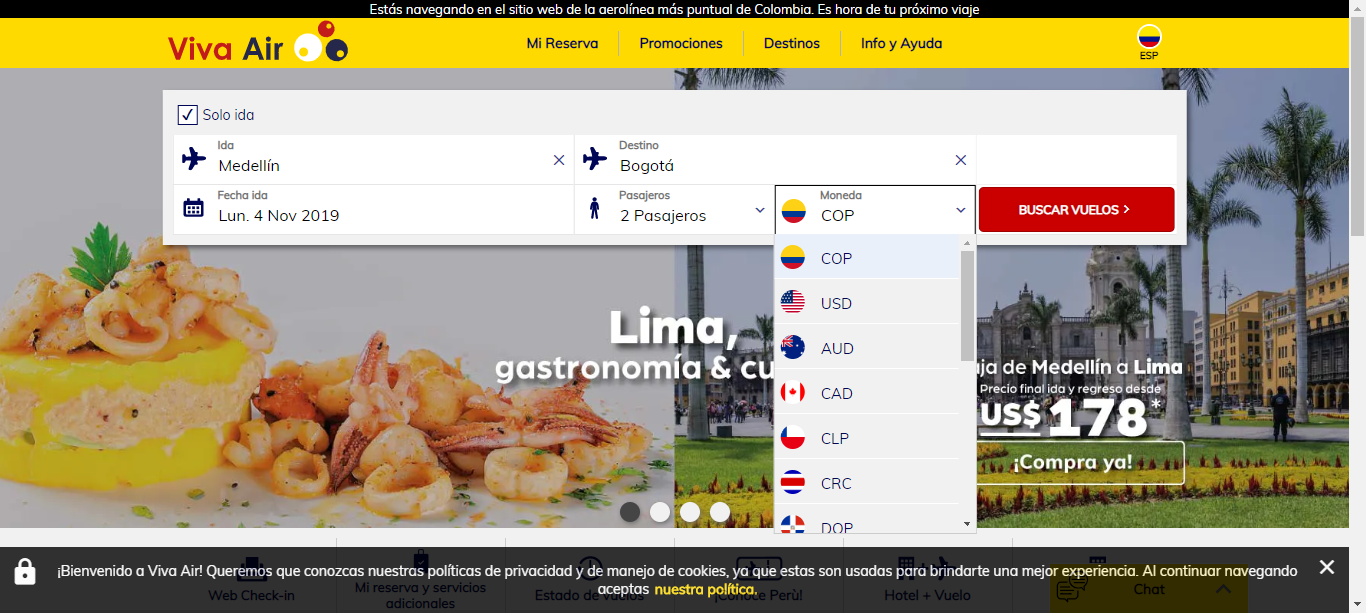 Estás navegando en el sitio web de la aerolínea más puntual de Colombia. Es hora de tu próximo viaje
Viva Air
Mi Reserva
Promociones
Destinos
Info y Ayuda
ESP
Solo ida
Ida
Medellín
Destino
Bogotá
Fecha ida
Lun. 4 Nov 2019
Pasajeros
2 Pasajeros
Moneda
COP
BUSCAR VUELOS
COP
USD
AUD
CAD
CLP
CRC
DOP
Lima,
gastronomía & cu
ja de Medellín a Lima
Precio final ida y regreso desde
US$ 178*
¡Compra ya!
Web Check-in
Mi reserva y servicios
adicionales
Estado de vuelos
¡Conoce Perù!
Hotel + Vuelo
Chat
¡Bienvenido a Viva Air! Queremos que conozcas nuestras políticas de privacidad y de manejo de cookies, ya que estas son usadas para brindarte una mejor experiencia. Al continuar navegando
aceptas nuestra política.